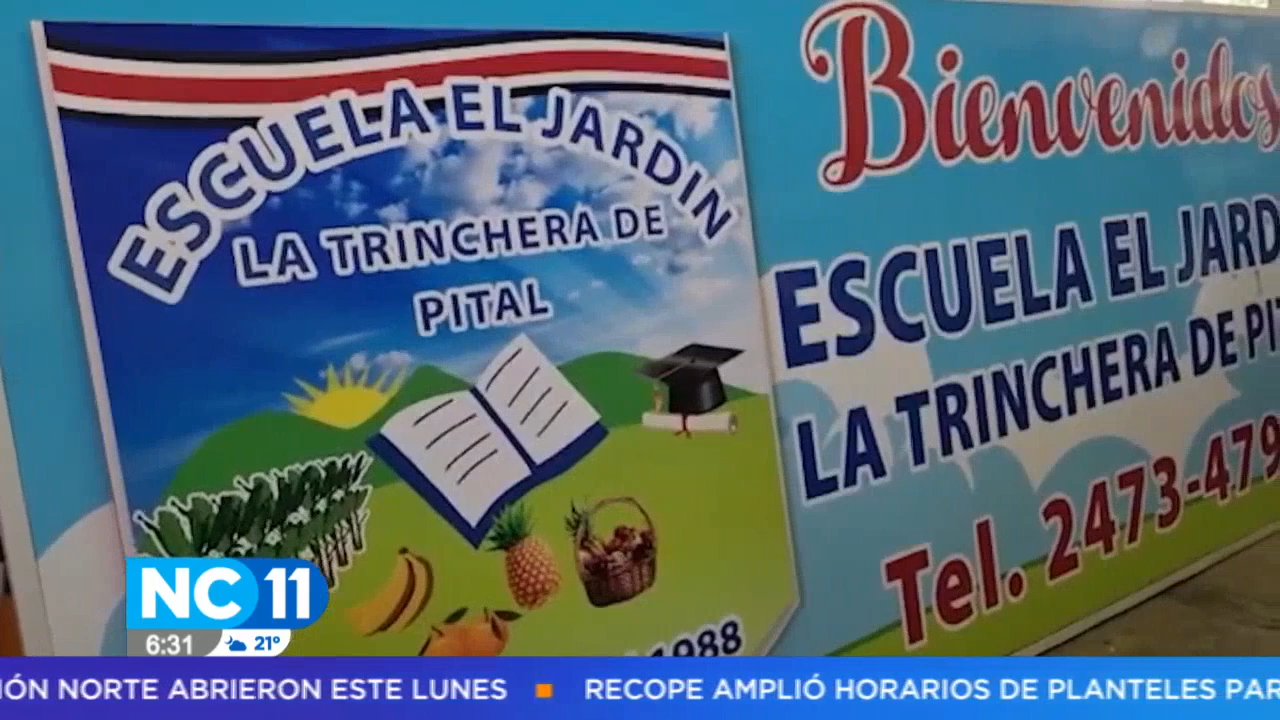 ESCUELA EL JARDIN
LA TRINCHERA DE
PITAL
1988
Bienvenidos
ESCUELA EL JARD
LA TRINCHERA DE PI
Tel. 2473-479
NC 11
6:31 21°
IÓN NORTE ABRIERON ESTE LUNES ▪ RECOPE AMPLIÓ HORARIOS DE PLANTELES PAR